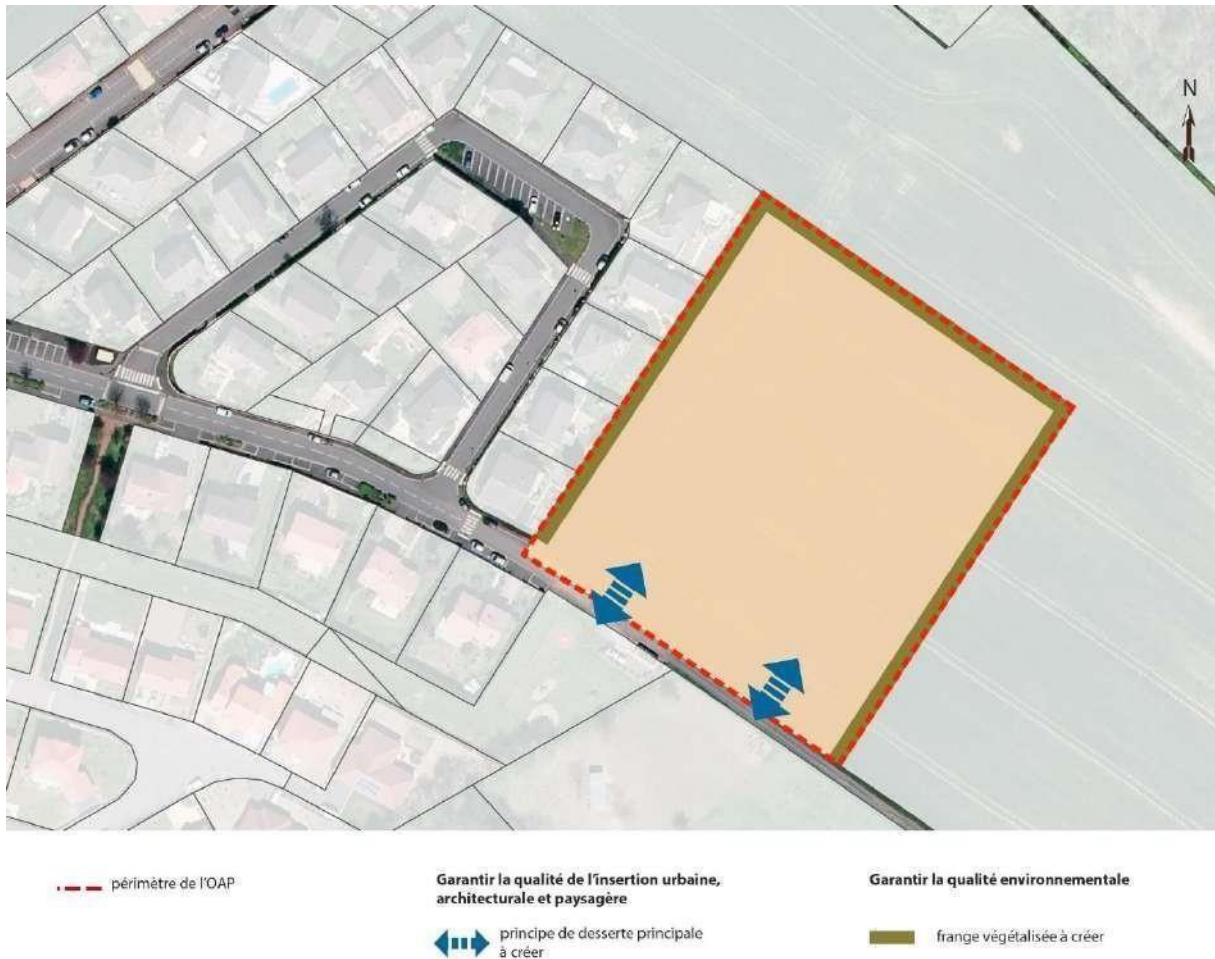 N
périmètre de l'OAP
Garantir la qualité de l'insertion urbaine,
architecturale et paysagère
principe de desserte principale
à créer
Garantir la qualité environnementale
frange végétalisée à créer